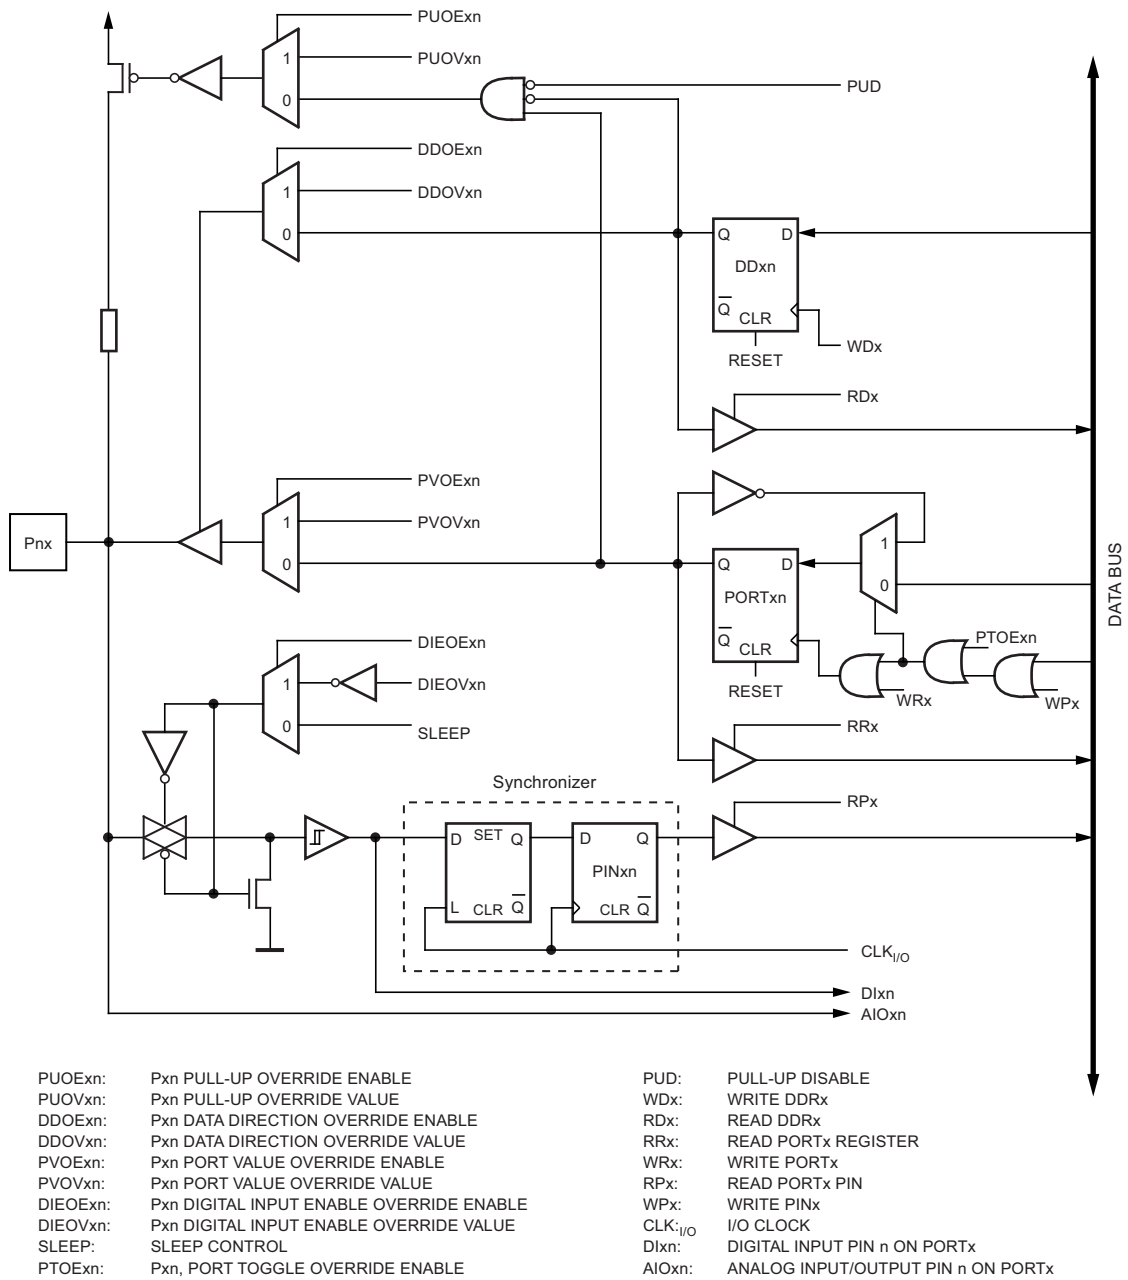 PUOExn
PUOVxn
1
0
PUD
DDOExn
DDOVxn
1
0
Q D
DDxn
Q
CLR
RESET
WDx
RDx
PVOExn
PVOVxn
1
0
Pnx
1
0
Q D
PORTxn
Q
CLR
RESET
PTOExn
WRx
WPx
DATA BUS
DIEOExn
DIEOVxn
1
0
SLEEP
RRx
Synchronizer
RPx
D SET Q
L CLR Q
D Q
PINxn
CLR Q
CLKI/O
DIxn
AIOxn
PUOExn: Pxn PULL-UP OVERRIDE ENABLE
PUOVxn: Pxn PULL-UP OVERRIDE VALUE
DDOExn: Pxn DATA DIRECTION OVERRIDE ENABLE
DDOVxn: Pxn DATA DIRECTION OVERRIDE VALUE
PVOExn: Pxn PORT VALUE OVERRIDE ENABLE
PVOVxn: Pxn PORT VALUE OVERRIDE VALUE
DIEOExn: Pxn DIGITAL INPUT ENABLE OVERRIDE ENABLE
DIEOVxn: Pxn DIGITAL INPUT ENABLE OVERRIDE VALUE
SLEEP: SLEEP CONTROL
PTOExn: Pxn, PORT TOGGLE OVERRIDE ENABLE
PUD: PULL-UP DISABLE
WDx: WRITE DDRx
RDx: READ DDRx
RRx: READ PORTx REGISTER
WRx: WRITE PORTx
RPx: READ PORTx PIN
WPx: WRITE PINx
CLK:I/O I/O CLOCK
DIxn: DIGITAL INPUT PIN n ON PORTx
AIOxn: ANALOG INPUT/OUTPUT PIN n ON PORTx